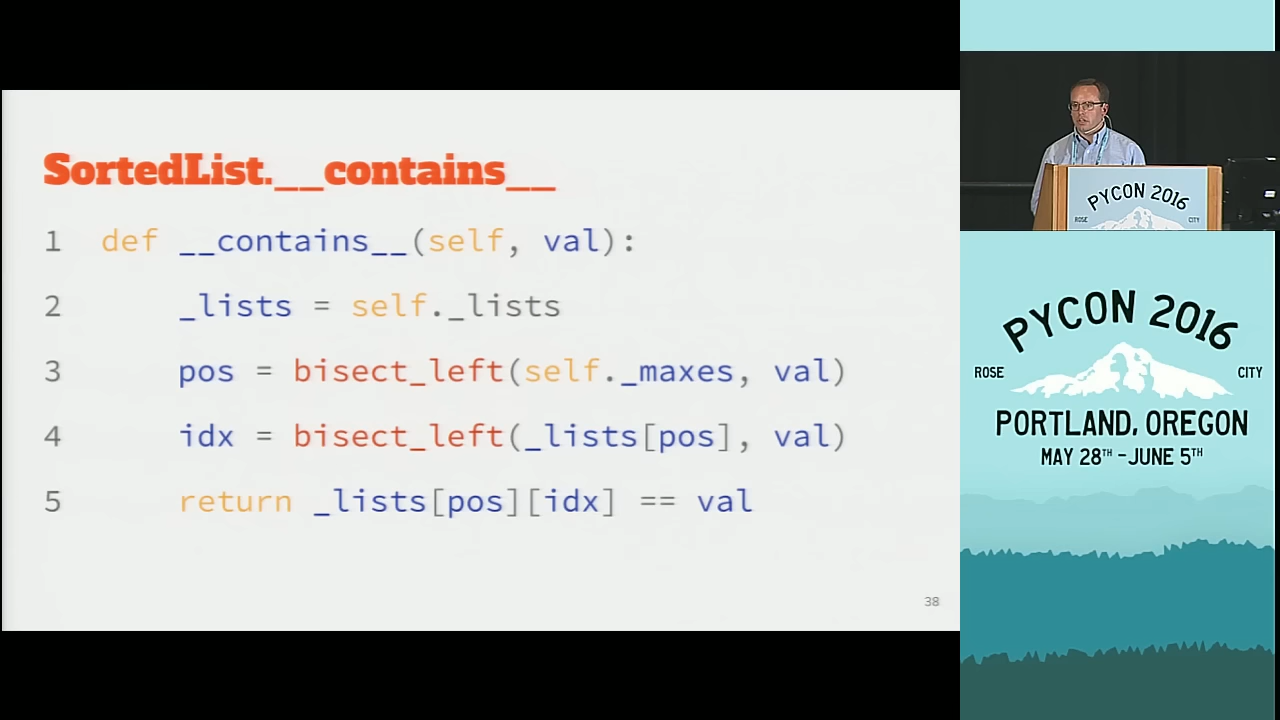 SortedList.__contains__
1 def __contains__(self, val):
2 _lists = self._lists
3 pos = bisect_left(self._maxes, val)
4 idx = bisect_left(_lists[pos], val)
5 return _lists[pos][idx] == val
38
PYCON 2016
ROSE CITY
PYCON 2016
ROSE CITY
PORTLAND, OREGON
MAY 28TH - JUNE 5TH